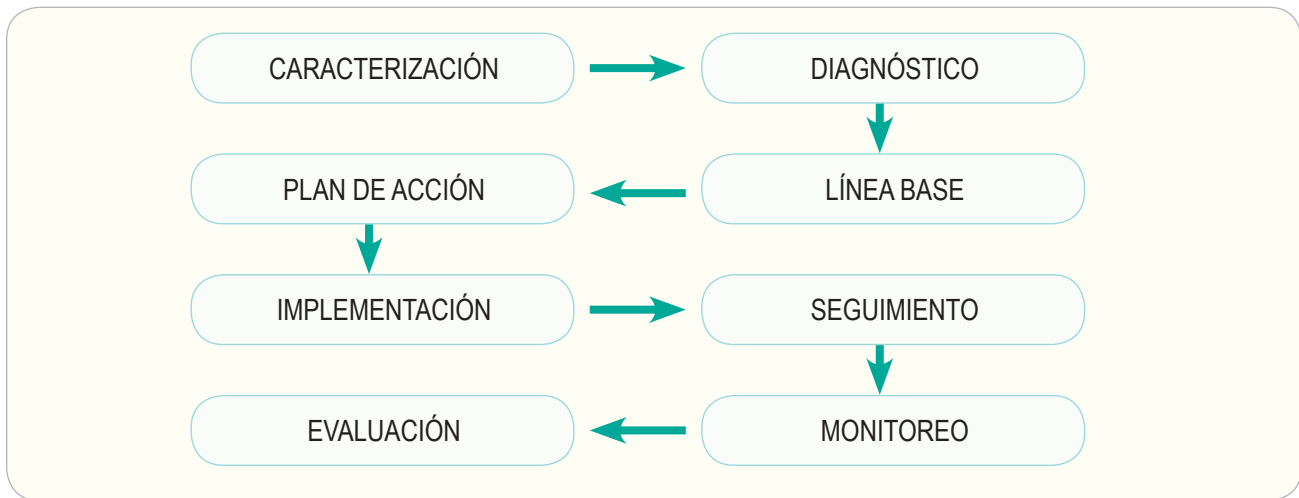 CARACTERIZACIÓN
DIAGNÓSTICO
LÍNEA BASE
PLAN DE ACCIÓN
IMPLEMENTACIÓN
SEGUIMIENTO
MONITOREO
EVALUACIÓN